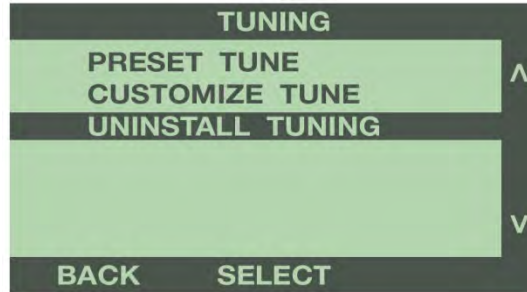 TUNING
PRESET TUNE
CUSTOMIZE TUNE
UNINSTALL TUNING
BACK SELECT